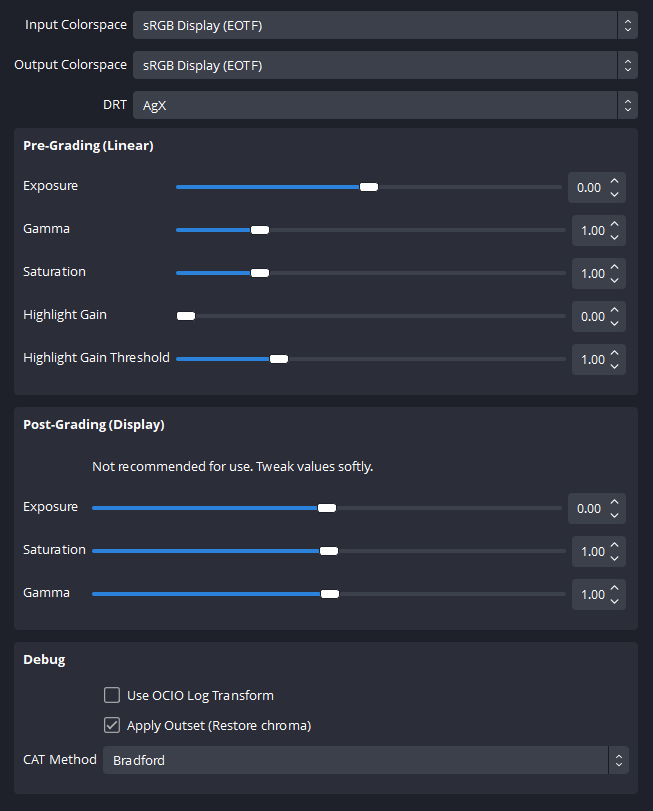 Input Colorspace sRGB Display (EOTF)
Output Colorspace sRGB Display (EOTF)
DRT AgX
Pre-Grading (Linear)
Exposure 0.00
Gamma 1.00
Saturation 1.00
Highlight Gain 0.00
Highlight Gain Threshold 1.00
Post-Grading (Display)
Not recommended for use. Tweak values softly.
Exposure 0.00
Saturation 1.00
Gamma 1.00
Debug
Use OCIO Log Transform
Apply Outset (Restore chroma)
CAT Method Bradford